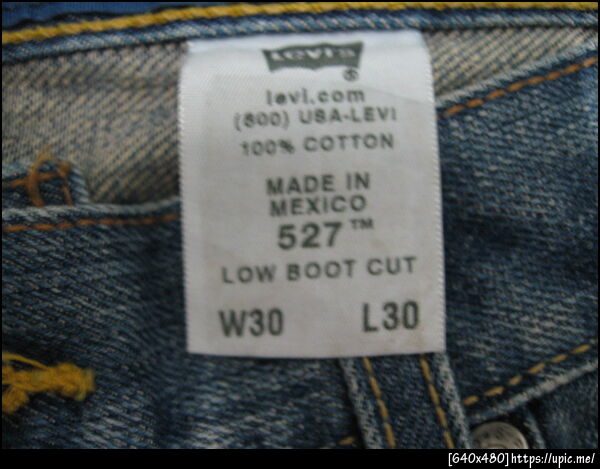 LEVI'S
®
levi.com
(800) USA-LEVI
100% COTTON
MADE IN
MEXICO
527™
LOW BOOT CUT
W30 L30
[640x480]https://upic.me/